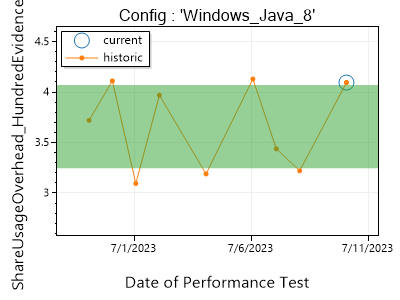 Config : 'Windows_Java_8'
current
historic
4.5
4
3.5
3
ShareUsageOverhead_HundredEvidence
7/1/2023
7/6/2023
7/11/2023
Date of Performance Test